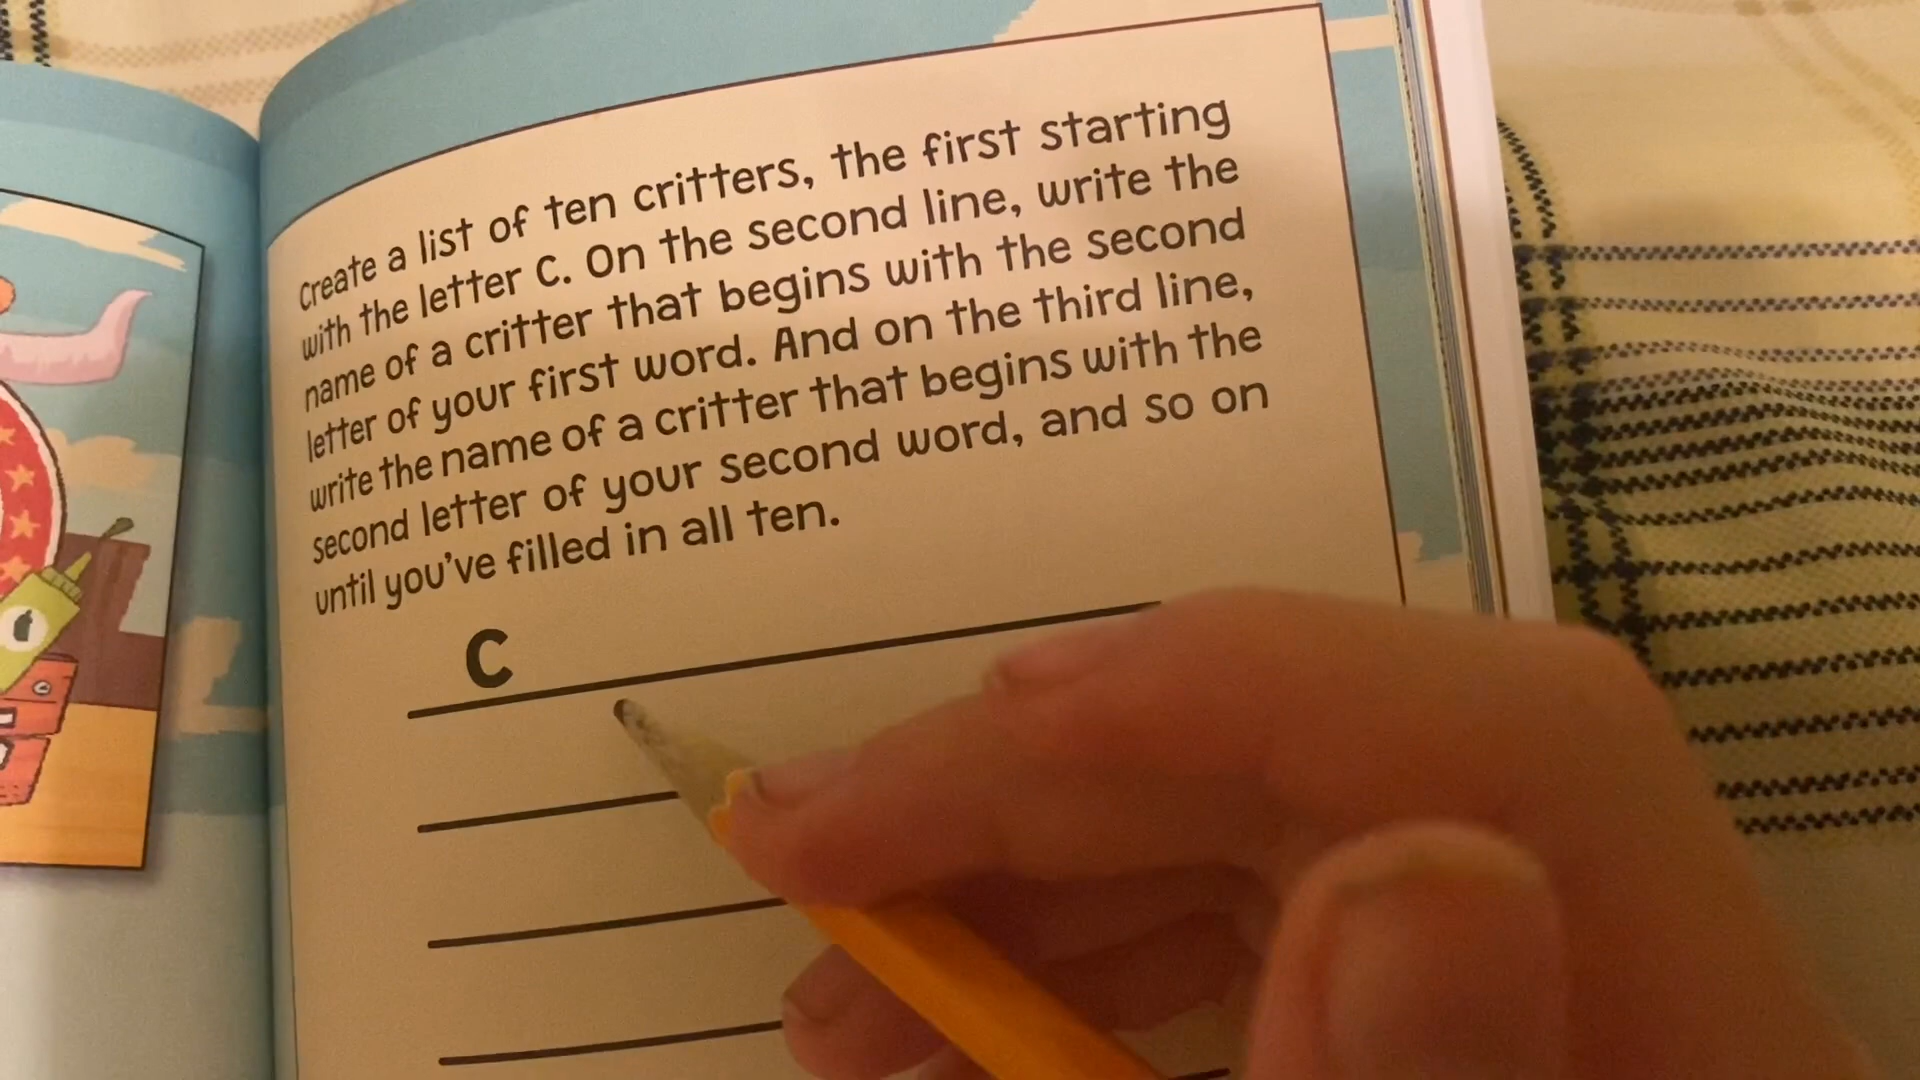 Create a list of ten critters, the first starting
with the letter C. On the second line, write the
name of a critter that begins with the second
letter of your first word. And on the third line,
write the name of a critter that begins with the
second letter of your second word, and so on
until you've filled in all ten.
C